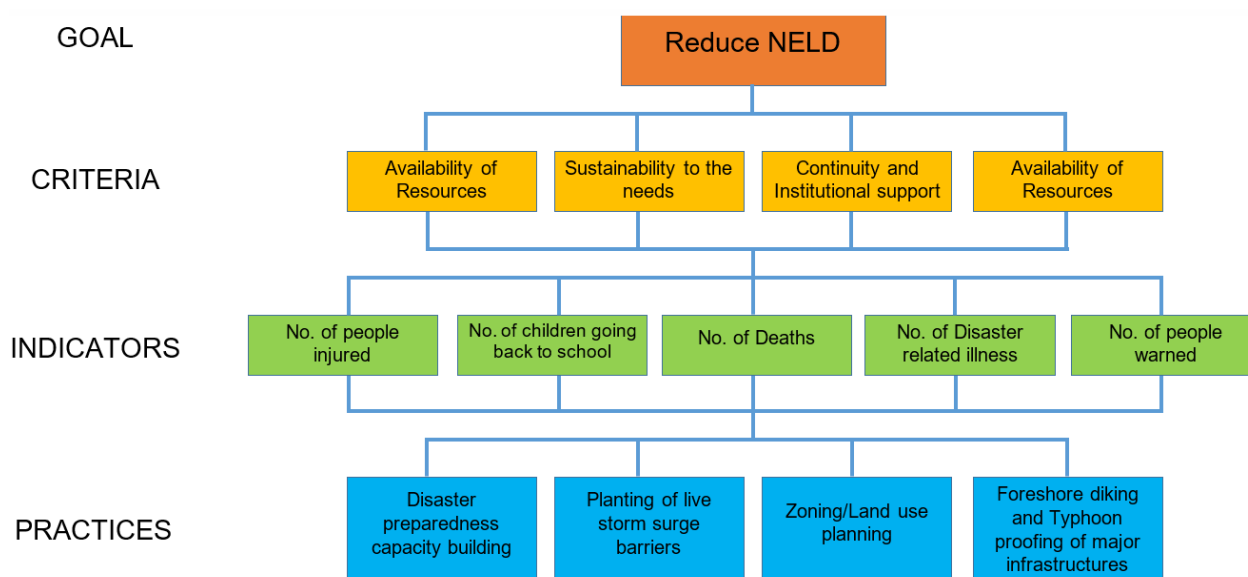 GOAL
Reduce NELD
CRITERIA
Availability of
Resources
Sustainability to the
needs
Continuity and
Institutional support
Availability of
Resources
INDICATORS
No. of people
injured
No. of children going
back to school
No. of Deaths
No. of Disaster
related illness
No. of people
warned
PRACTICES
Disaster
preparedness
capacity building
Planting of live
storm surge
barriers
Zoning/Land use
planning
Foreshore diking
and Typhoon
proofing of major
infrastructures